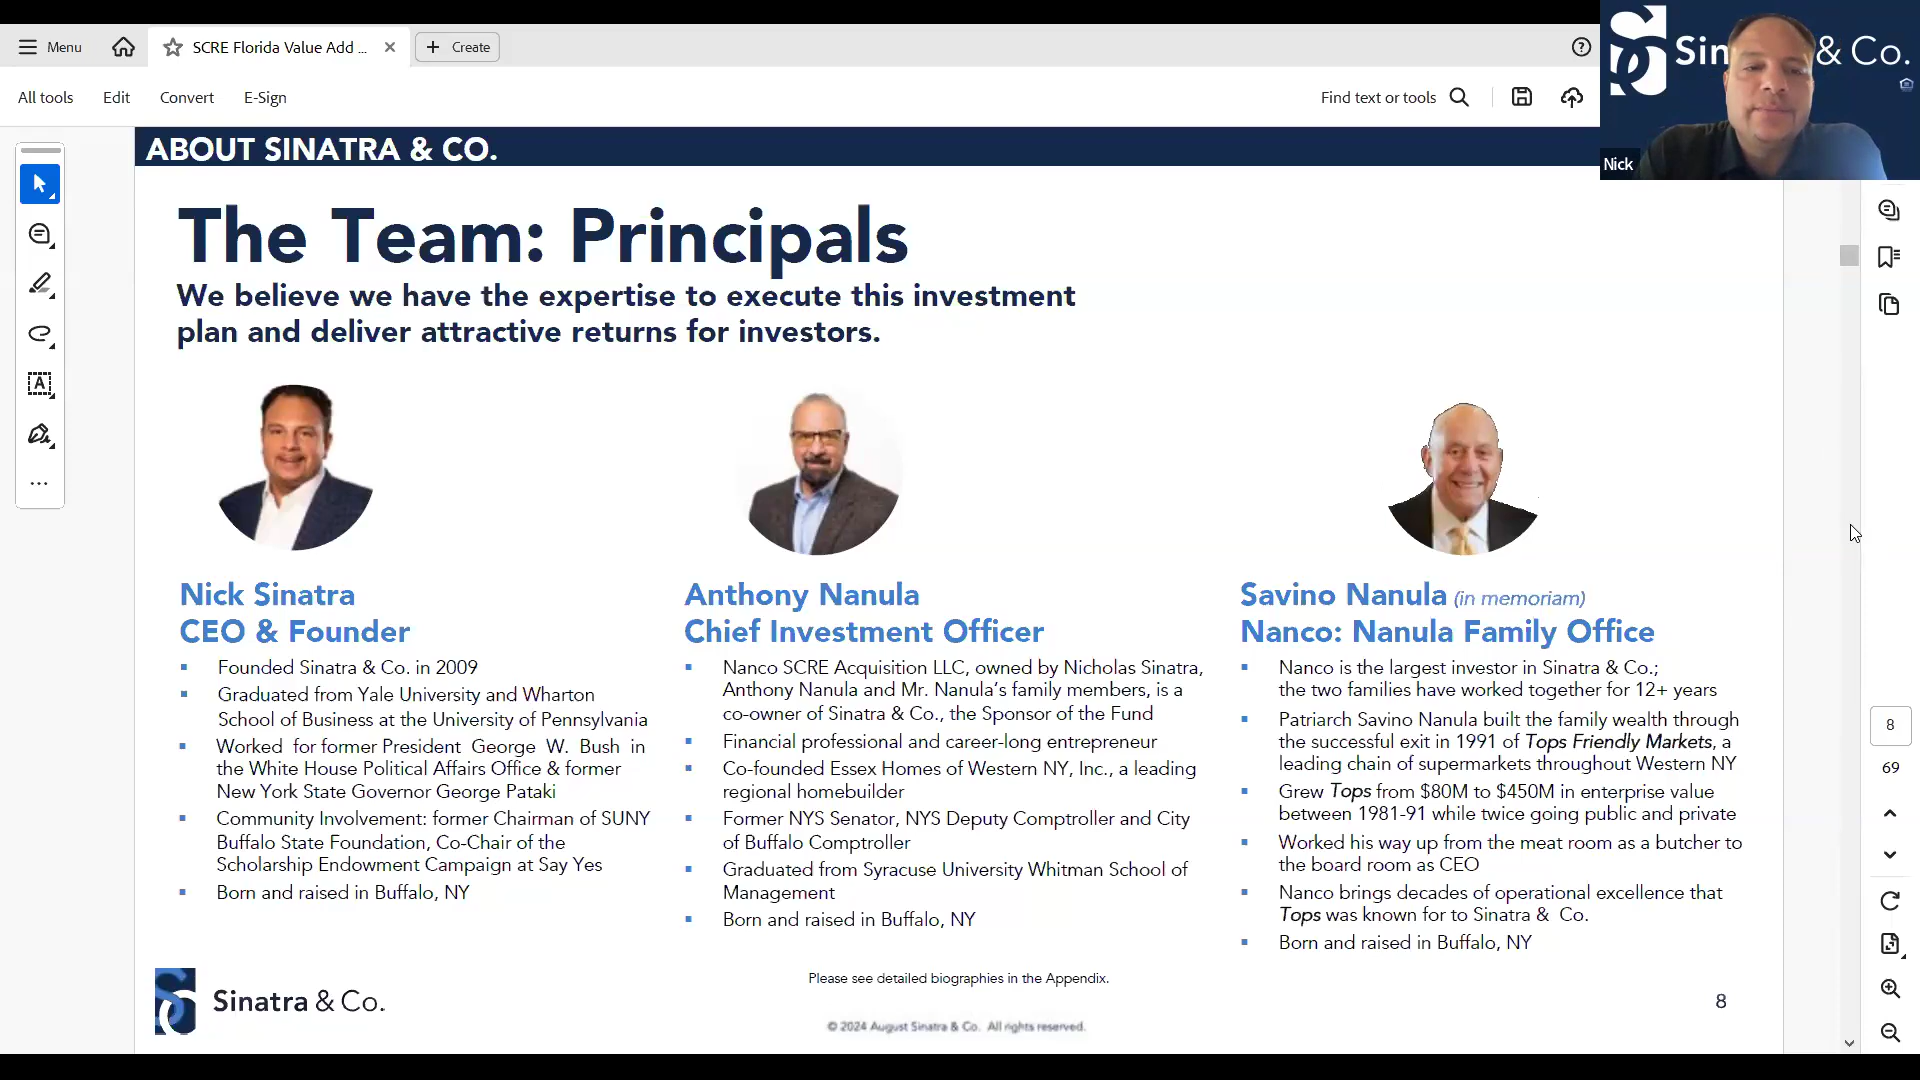 Menu
SCRE Florida Value Add ...
Create
All tools
Edit
Convert
E-Sign
Find text or tools
Sin & Co.
Nick
ABOUT SINATRA & CO.
The Team: Principals
We believe we have the expertise to execute this investment
plan and deliver attractive returns for investors.
Nick Sinatra
CEO & Founder
▪ Founded Sinatra & Co. in 2009
▪ Graduated from Yale University and Wharton
School of Business at the University of Pennsylvania
▪ Worked for former President George W. Bush in
the White House Political Affairs Office & former
New York State Governor George Pataki
▪ Community Involvement: former Chairman of SUNY
Buffalo State Foundation, Co-Chair of the
Scholarship Endowment Campaign at Say Yes
▪ Born and raised in Buffalo, NY
Anthony Nanula
Chief Investment Officer
▪ Nanco SCRE Acquisition LLC, owned by Nicholas Sinatra,
Anthony Nanula and Mr. Nanula's family members, is a
co-owner of Sinatra & Co., the Sponsor of the Fund
▪ Financial professional and career-long entrepreneur
▪ Co-founded Essex Homes of Western NY, Inc., a leading
regional homebuilder
▪ Former NYS Senator, NYS Deputy Comptroller and City
of Buffalo Comptroller
▪ Graduated from Syracuse University Whitman School of
Management
▪ Born and raised in Buffalo, NY
Savino Nanula (in memoriam)
Nanco: Nanula Family Office
▪ Nanco is the largest investor in Sinatra & Co.;
the two families have worked together for 12+ years
▪ Patriarch Savino Nanula built the family wealth through
the successful exit in 1991 of Tops Friendly Markets, a
leading chain of supermarkets throughout Western NY
▪ Grew Tops from $80M to $450M in enterprise value
between 1981-91 while twice going public and private
▪ Worked his way up from the meat room as a butcher to
the board room as CEO
▪ Nanco brings decades of operational excellence that
Tops was known for to Sinatra & Co.
▪ Born and raised in Buffalo, NY
8
69
Please see detailed biographies in the Appendix.
Sinatra & Co.
8
© 2024 August Sinatra & Co. All rights reserved.